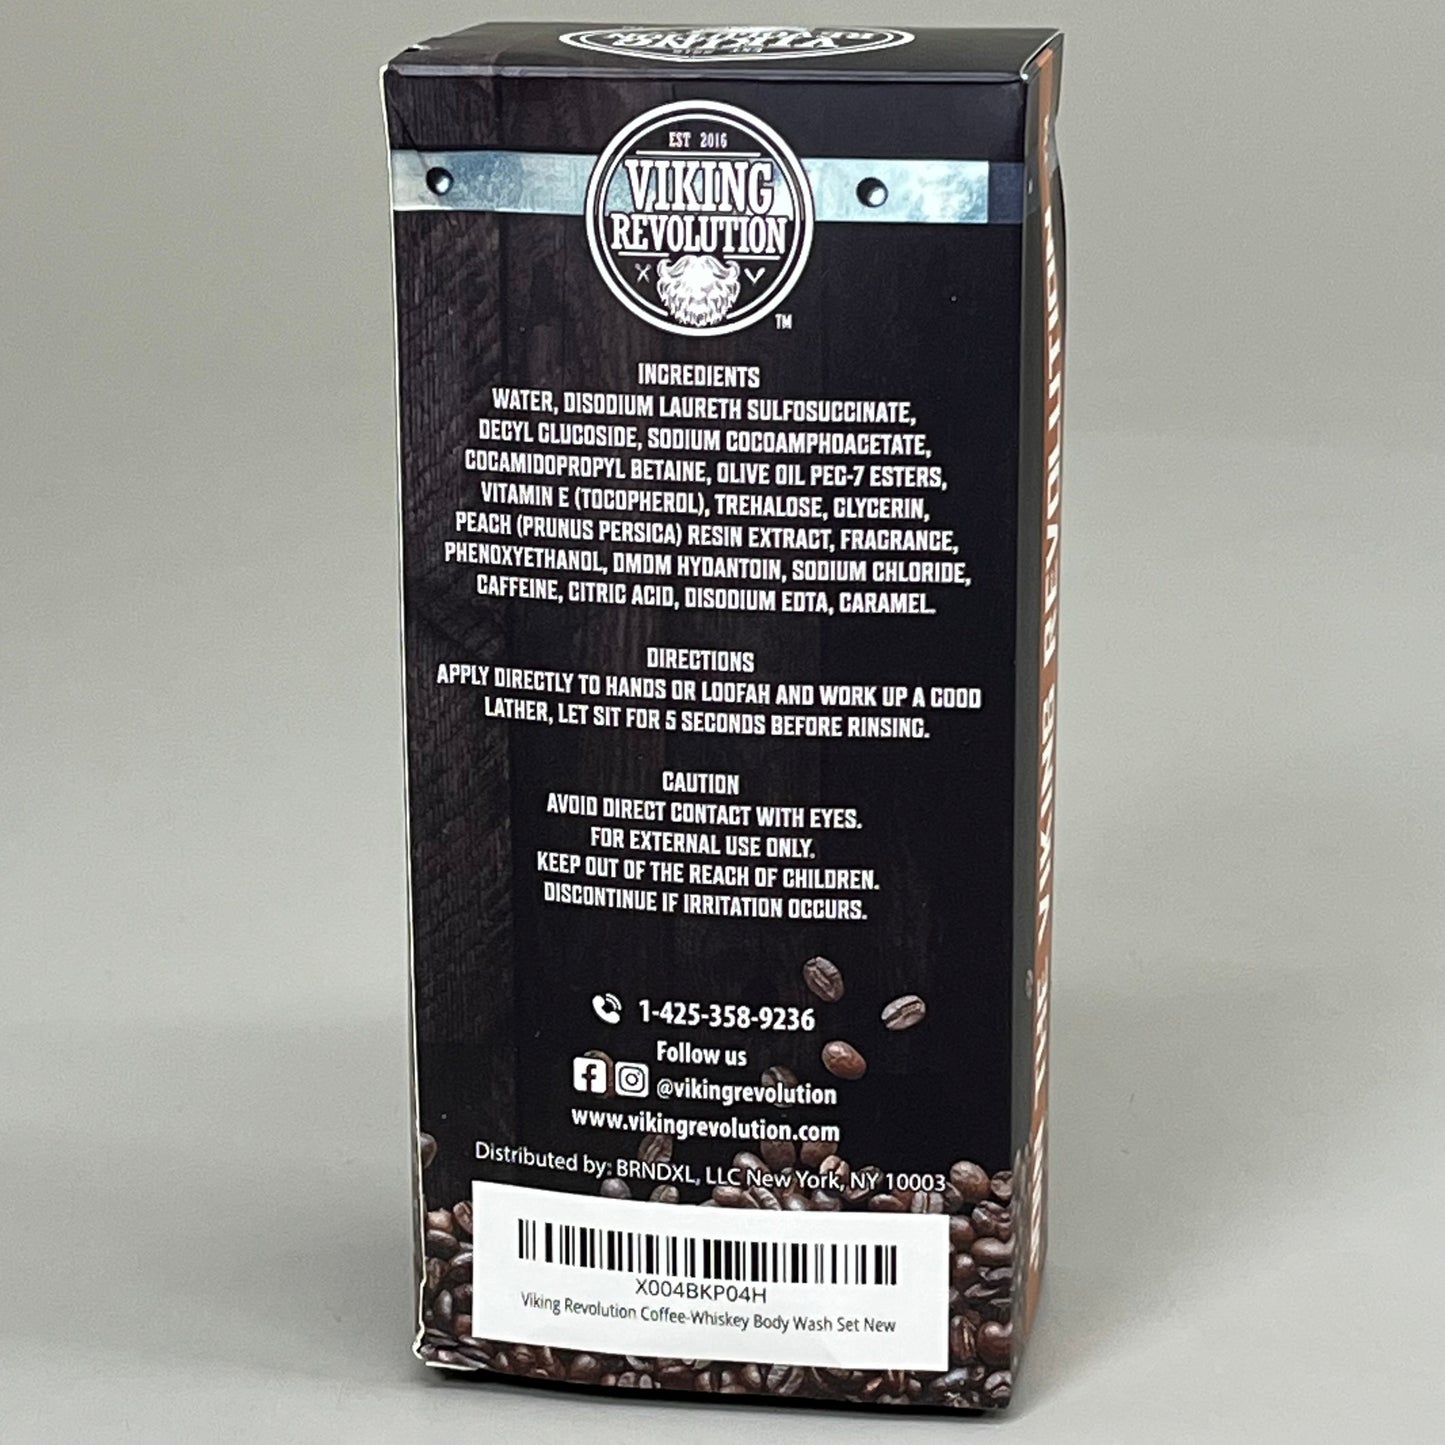 VIKING
REVOLUTION
EST 2016
VIKING
REVOLUTION
TM
INGREDIENTS
WATER, DISODIUM LAURETH SULFOSUCCINATE,
DECYL GLUCOSIDE, SODIUM COCOAMPHOACETATE,
COCAMIDOPROPYL BETAINE, OLIVE OIL PEG-7 ESTERS,
VITAMIN E (TOCOPHEROL), TREHALOSE, GLYCERIN,
PEACH (PRUNUS PERSICA) RESIN EXTRACT, FRAGRANCE,
PHENOXYETHANOL, DMDM HYDANTOIN, SODIUM CHLORIDE,
CAFFEINE, CITRIC ACID, DISODIUM EDTA, CARAMEL.
DIRECTIONS
APPLY DIRECTLY TO HANDS OR LOOFAH AND WORK UP A GOOD
LATHER, LET SIT FOR 5 SECONDS BEFORE RINSING.
CAUTION
AVOID DIRECT CONTACT WITH EYES.
FOR EXTERNAL USE ONLY.
KEEP OUT OF THE REACH OF CHILDREN.
DISCONTINUE IF IRRITATION OCCURS.
1-425-358-9236
Follow us
@vikingrevolution
www.vikingrevolution.com
Distributed by: BRNDXL, LLC New York, NY 10003
X004BKP04H
Viking Revolution Coffee-Whiskey Body Wash Set New
THE VIKING REVOLUTION